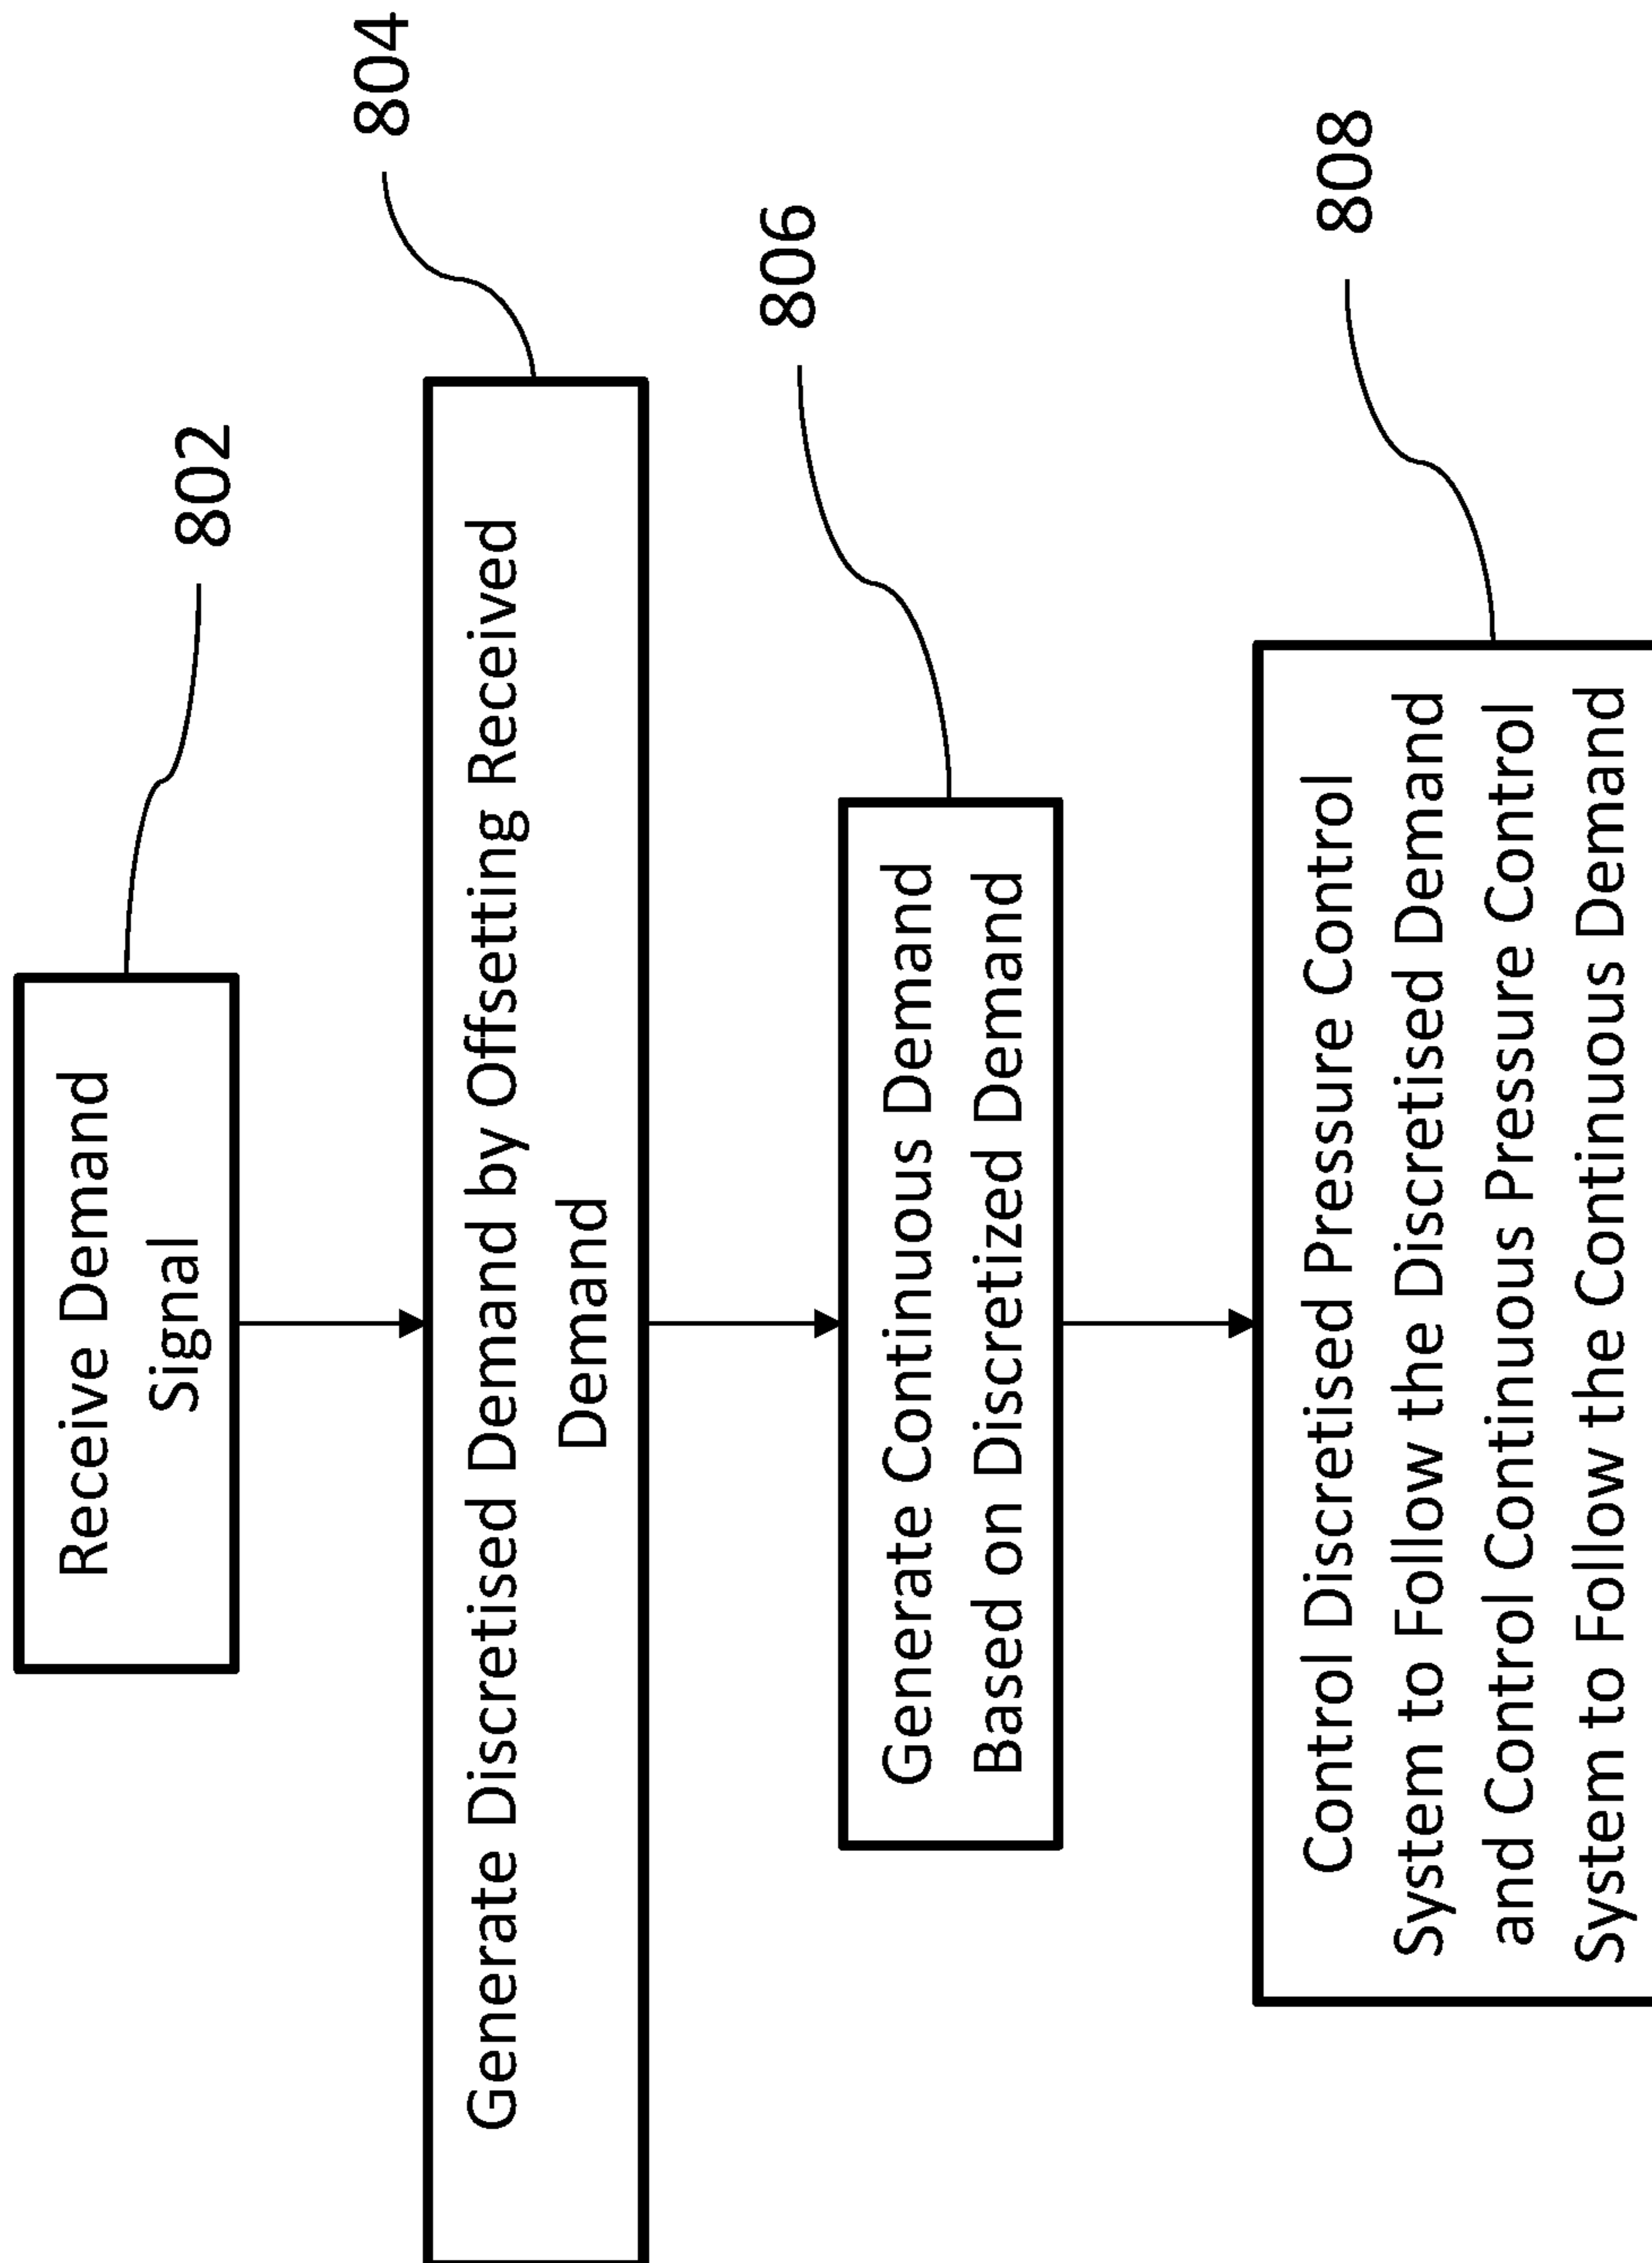 Receive Demand
Signal
802
Generate Discretised Demand by Offsetting Received
Demand
804
Generate Continuous Demand
Based on Discretized Demand
806
Control Discretised Pressure Control
System to Follow the Discretised Demand
and Control Continuous Pressure Control
System to Follow the Continuous Demand
808